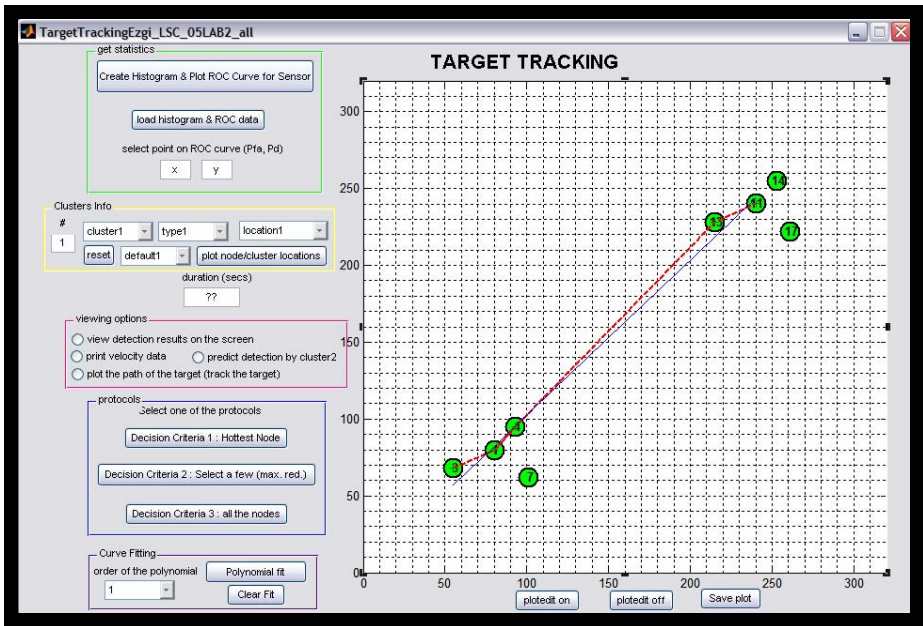 TargetTrackingEzgi_LSC_05LAB2_all
get statistics
Create Histogram & Plot ROC Curve for Sensor
load histogram & ROC data
select point on ROC curve (Pfa, Pd)
x y
Clusters Info
#
1 cluster1 type1 location1
reset default1 plot node/cluster locations
duration (secs)
??
viewing options
view detection results on the screen
print velocity data predict detection by cluster2
plot the path of the target (track the target)
protocols
Select one of the protocols
Decision Criteria 1 : Hottest Node
Decision Criteria 2 : Select a few (max. red.)
Decision Criteria 3 : all the nodes
Curve Fitting
order of the polynomial Polynomial fit
1 Clear Fit
TARGET TRACKING
300
250
200
150
100
50
0
0 50 100 150 200 250 300
14
11
13
17
4
7
plotedit on plotedit off Save plot